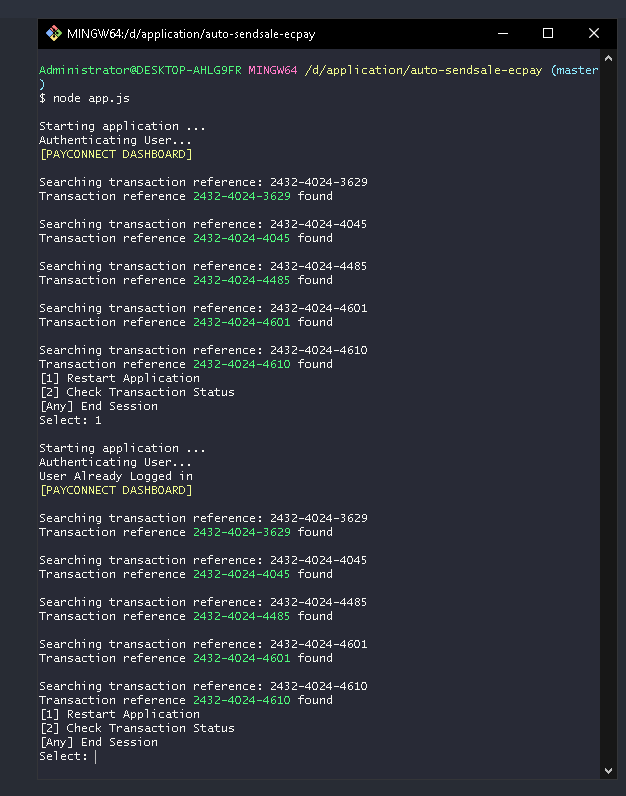 MINGW64:/d/application/auto-sendsale-ecpay
Administrator@DESKTOP-AHLG9FR MINGW64 /d/application/auto-sendsale-ecpay (master
)
$ node app.js
Starting application ...
Authenticating User...
[PAYCONNECT DASHBOARD]
Searching transaction reference: 2432-4024-3629
Transaction reference 2432-4024-3629 found
Searching transaction reference: 2432-4024-4045
Transaction reference 2432-4024-4045 found
Searching transaction reference: 2432-4024-4485
Transaction reference 2432-4024-4485 found
Searching transaction reference: 2432-4024-4601
Transaction reference 2432-4024-4601 found
Searching transaction reference: 2432-4024-4610
Transaction reference 2432-4024-4610 found
[1] Restart Application
[2] Check Transaction Status
[Any] End Session
Select: 1
Starting application ...
Authenticating User...
User Already Logged in
[PAYCONNECT DASHBOARD]
Searching transaction reference: 2432-4024-3629
Transaction reference 2432-4024-3629 found
Searching transaction reference: 2432-4024-4045
Transaction reference 2432-4024-4045 found
Searching transaction reference: 2432-4024-4485
Transaction reference 2432-4024-4485 found
Searching transaction reference: 2432-4024-4601
Transaction reference 2432-4024-4601 found
Searching transaction reference: 2432-4024-4610
Transaction reference 2432-4024-4610 found
[1] Restart Application
[2] Check Transaction Status
[Any] End Session
Select: